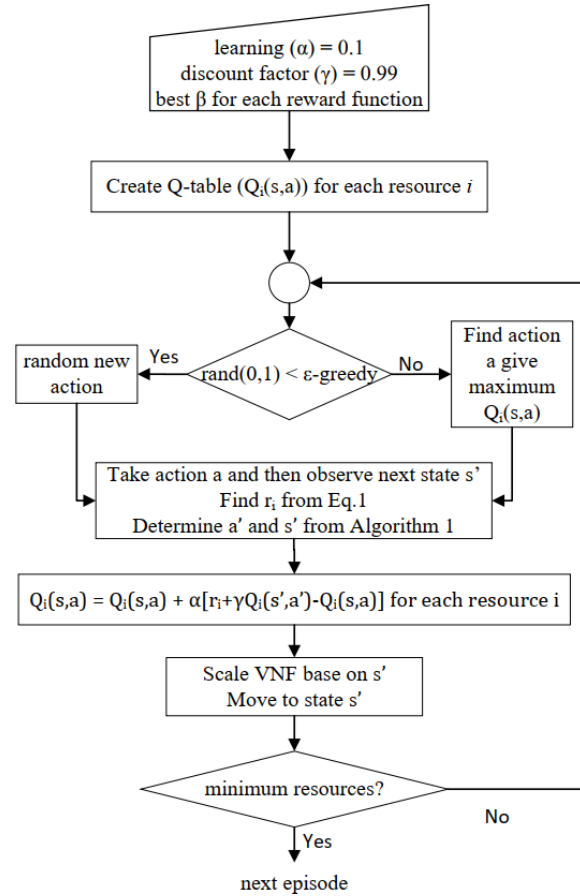 learning (α) = 0.1
discount factor (γ) = 0.99
best β for each reward function
Create Q-table (Qi(s,a)) for each resource i
rand(0,1) < ε-greedy
Yes
No
random new
action
Find action
a give
maximum
Qi(s,a)
Take action a and then observe next state s’
Find ri from Eq.1
Determine a′ and s′ from Algorithm 1
Qi(s,a) = Qi(s,a) + α[ri+γQi(s′,a′)-Qi(s,a)] for each resource i
Scale VNF base on s′
Move to state s′
minimum resources?
No
Yes
next episode